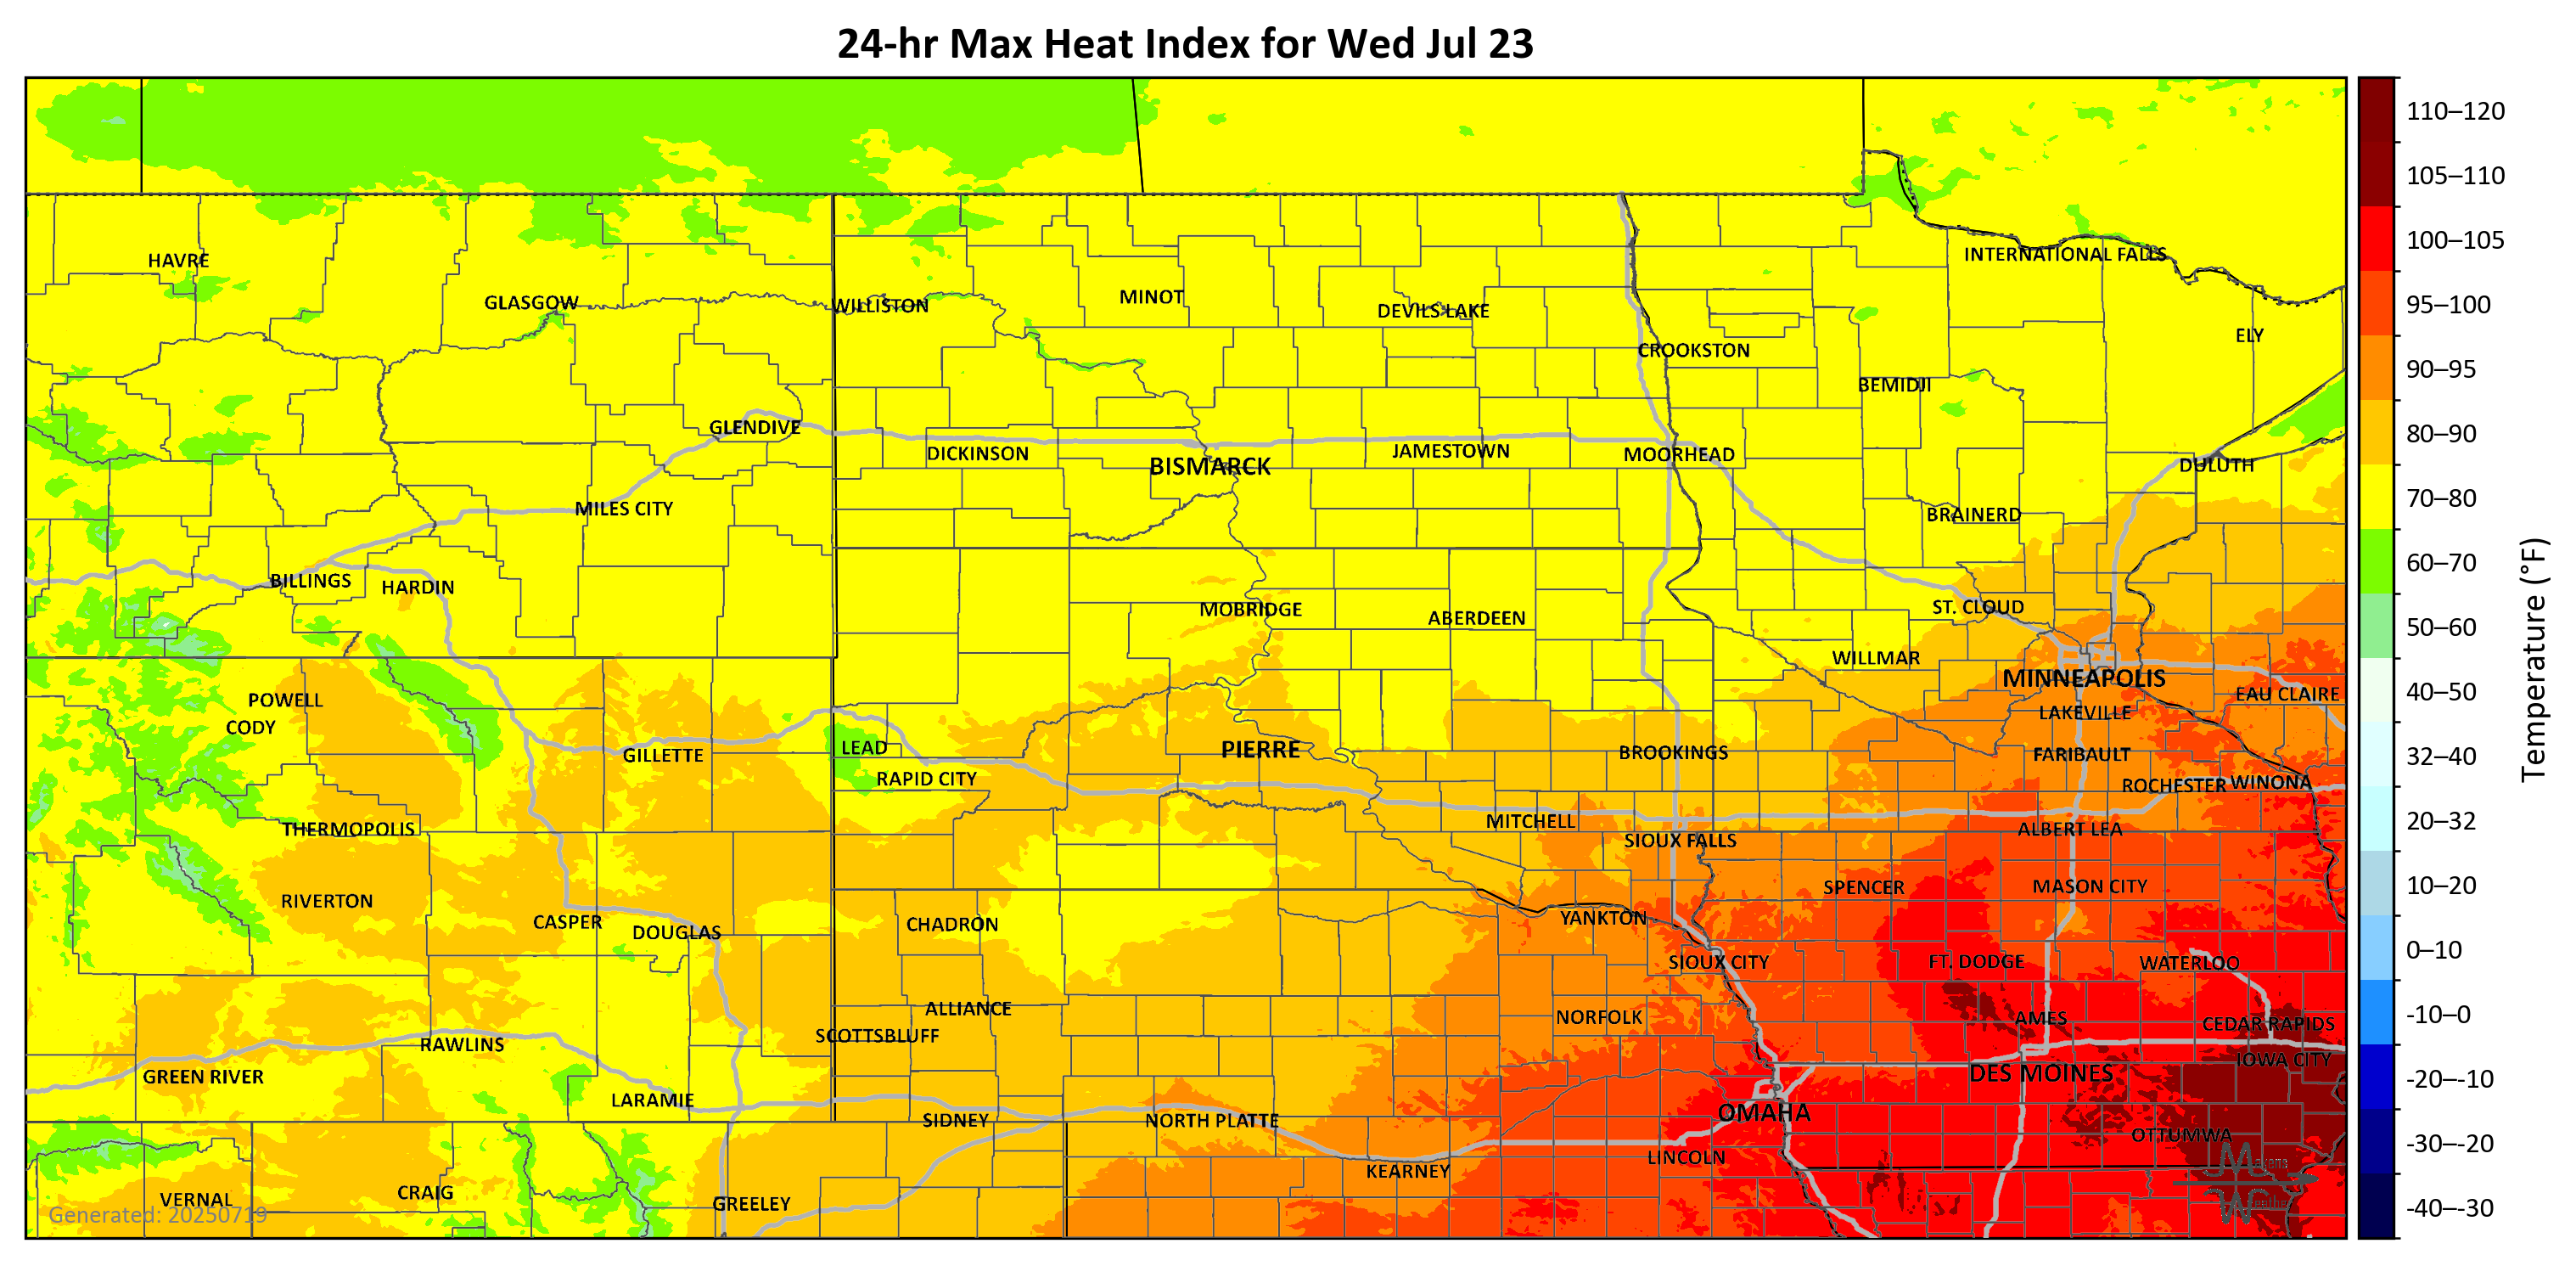 24-hr Max Heat Index for Wed Jul 23
110–120
105–110
100–105
95–100
90–95
80–90
70–80
60–70
50–60
40–50
32–40
20–32
10–20
0–10
-10–0
-20–-10
-30–-20
-40–-30
Temperature (°F)
HAVRE
INTERNATIONAL FALLS
GLASGOW
WILLISTON
MINOT
DEVILS LAKE
ELY
CROOKSTON
BEMIDJI
GLENDIVE
DICKINSON
BISMARCK
JAMESTOWN
MOORHEAD
DULUTH
MILES CITY
BRAINERD
BILLINGS
HARDIN
MOBRIDGE
ABERDEEN
ST. CLOUD
WILLMAR
MINNEAPOLIS
EAU CLAIRE
POWELL
CODY
LAKEVILLE
GILLETTE
LEAD
PIERRE
BROOKINGS
FARIBAULT
RAPID CITY
ROCHESTER
WINONA
THERMOPOLIS
MITCHELL
SIOUX FALLS
ALBERT LEA
RIVERTON
SPENCER
MASON CITY
CASPER
DOUGLAS
CHADRON
YANKTON
SIOUX CITY
FT. DODGE
WATERLOO
ALLIANCE
NORFOLK
AMES
CEDAR RAPIDS
SCOTTSBLUFF
RAWLINS
IOWA CITY
GREEN RIVER
DES MOINES
LARAMIE
SIDNEY
NORTH PLATTE
OMAHA
OTTUMWA
LINCOLN
KEARNEY
VERNAL
CRAIG
GREELEY
Generated: 20250719